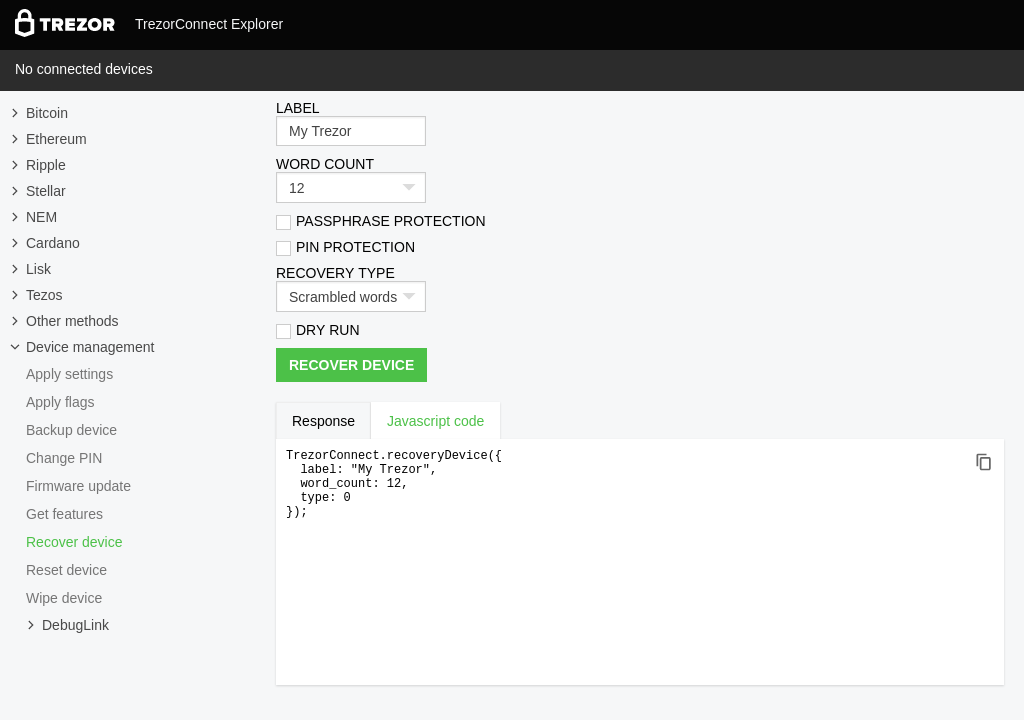 TREZOR TrezorConnect Explorer
No connected devices
Bitcoin
Ethereum
Ripple
Stellar
NEM
Cardano
Lisk
Tezos
Other methods
Device management
Apply settings
Apply flags
Backup device
Change PIN
Firmware update
Get features
Recover device
Reset device
Wipe device
DebugLink
LABEL
My Trezor
WORD COUNT
12
PASSPHRASE PROTECTION
PIN PROTECTION
RECOVERY TYPE
Scrambled words
DRY RUN
RECOVER DEVICE
Response Javascript code
TrezorConnect.recoveryDevice({
  label: "My Trezor",
  word_count: 12,
  type: 0
});